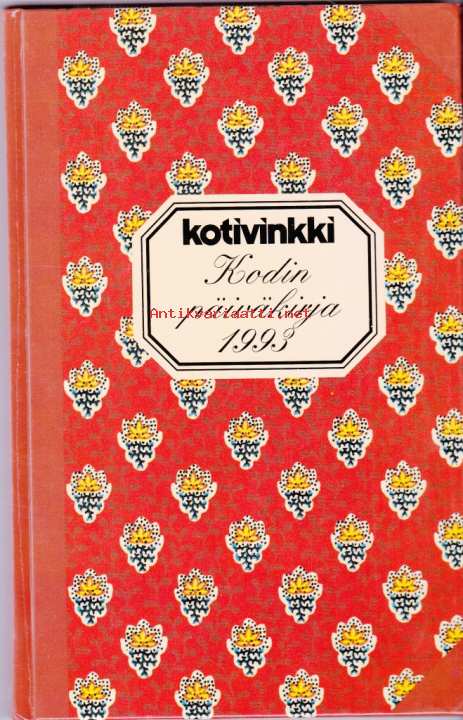 kotivinkki
Kodin
päiväkirja
Antikvariaatti.net
1993